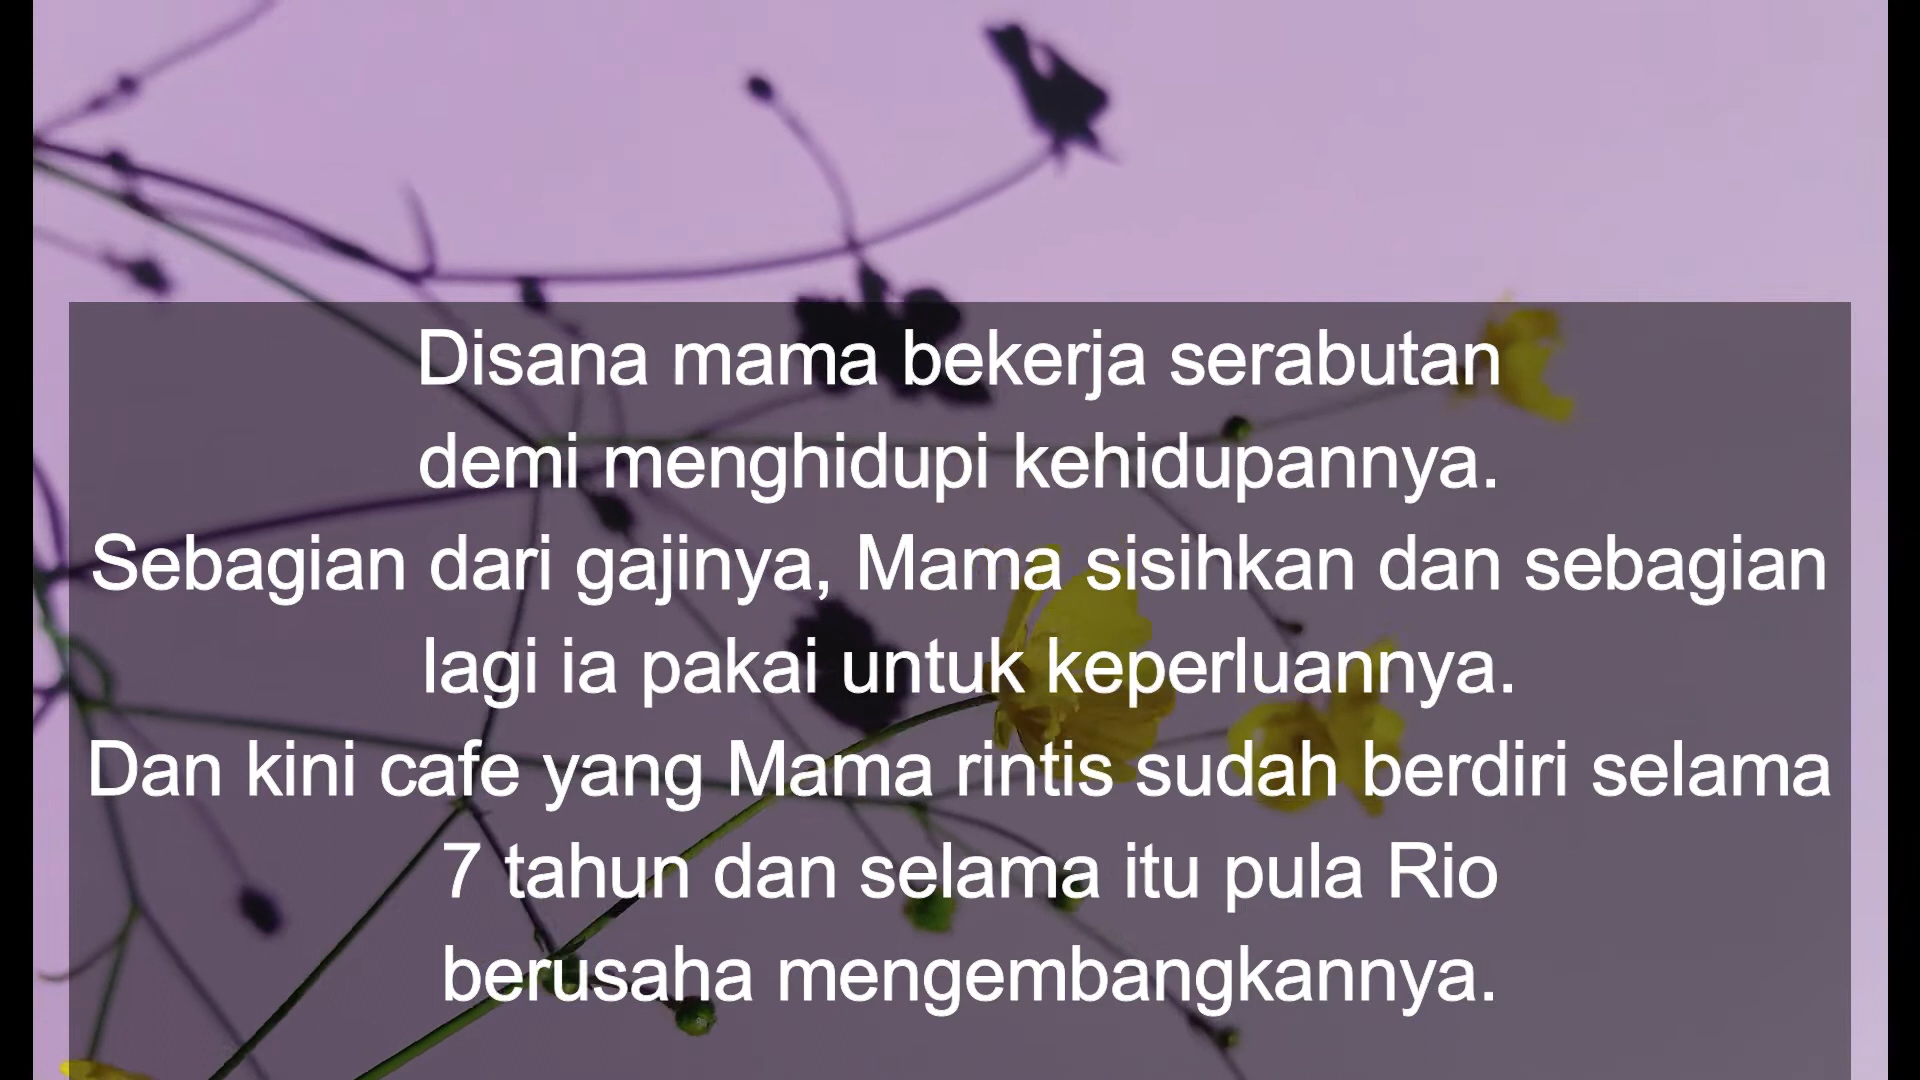 Disana mama bekerja serabutan
demi menghidupi kehidupannya.
Sebagian dari gajinya, Mama sisihkan dan sebagian
lagi ia pakai untuk keperluannya.
Dan kini cafe yang Mama rintis sudah berdiri selama
7 tahun dan selama itu pula Rio
berusaha mengembangkannya.